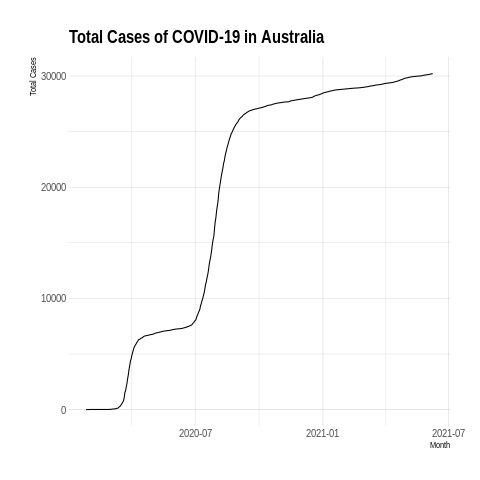 Total Cases of COVID-19 in Australia
Total Cases
30000
20000
10000
0
2020-07
2021-01
2021-07
Month